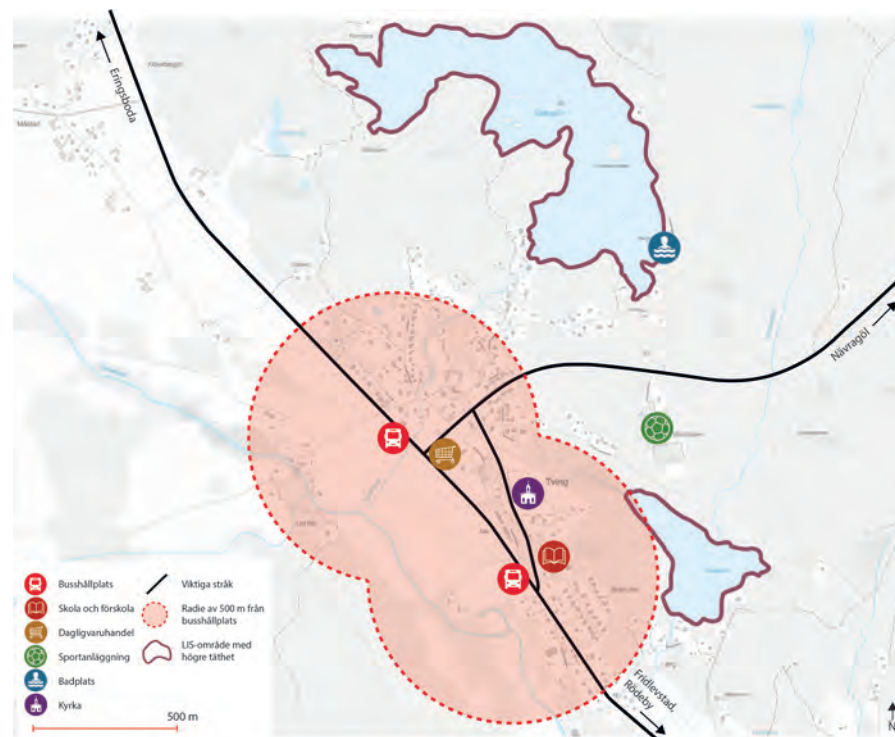 Eringsboda
Nävragöl
Tving
Fridlevstad,
Rödeby
Busshållplats
Skola och förskola
Dagligvaruhandel
Sportanläggning
Badplats
Kyrka
500 m
Viktiga stråk
Radie av 500 m från
busshållplats
LIS-område med
högre täthet
N